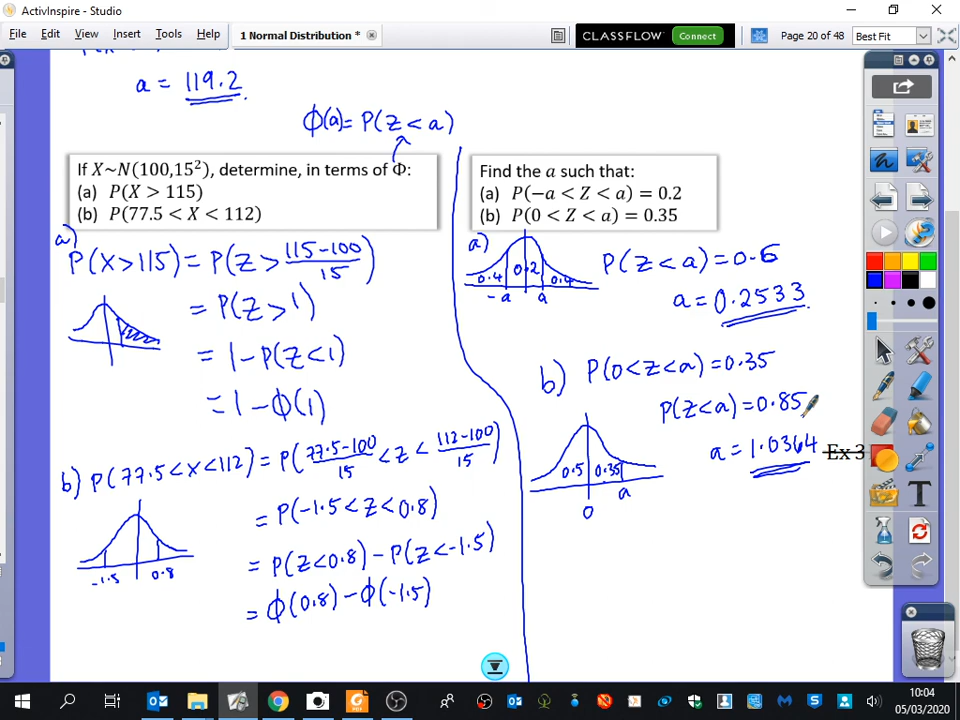 ActivInspire - Studio
File Edit View Insert Tools Help
1 Normal Distribution *
CLASSFLOW Connect
Page 20 of 48
Best Fit
a = 119.2
Φ(a) = P(Z < a)
If X~N(100,15²), determine, in terms of Φ:
(a) P(X > 115)
(b) P(77.5 < X < 112)
a)
P(X>115) = P(Z > (115-100)/15)
= P(Z>1)
= 1-P(Z<1)
= 1-Φ(1)
b) P(77.5<X<112) = P((77.5-100)/15 < Z < (112-100)/15)
= P(-1.5<Z<0.8)
-1.5 0.8
= P(Z<0.8) - P(Z<-1.5)
= Φ(0.8) - Φ(-1.5)
Find the a such that:
(a) P(-a < Z < a) = 0.2
(b) P(0 < Z < a) = 0.35
a)
0.4 0.2 0.4
-a a
P(Z<a) = 0.6
a = 0.2533
b) P(0<Z<a) = 0.35
P(Z<a) = 0.85
a = 1.0364
Ex 3
0.5 0.35
a
0
10:04
05/03/2020